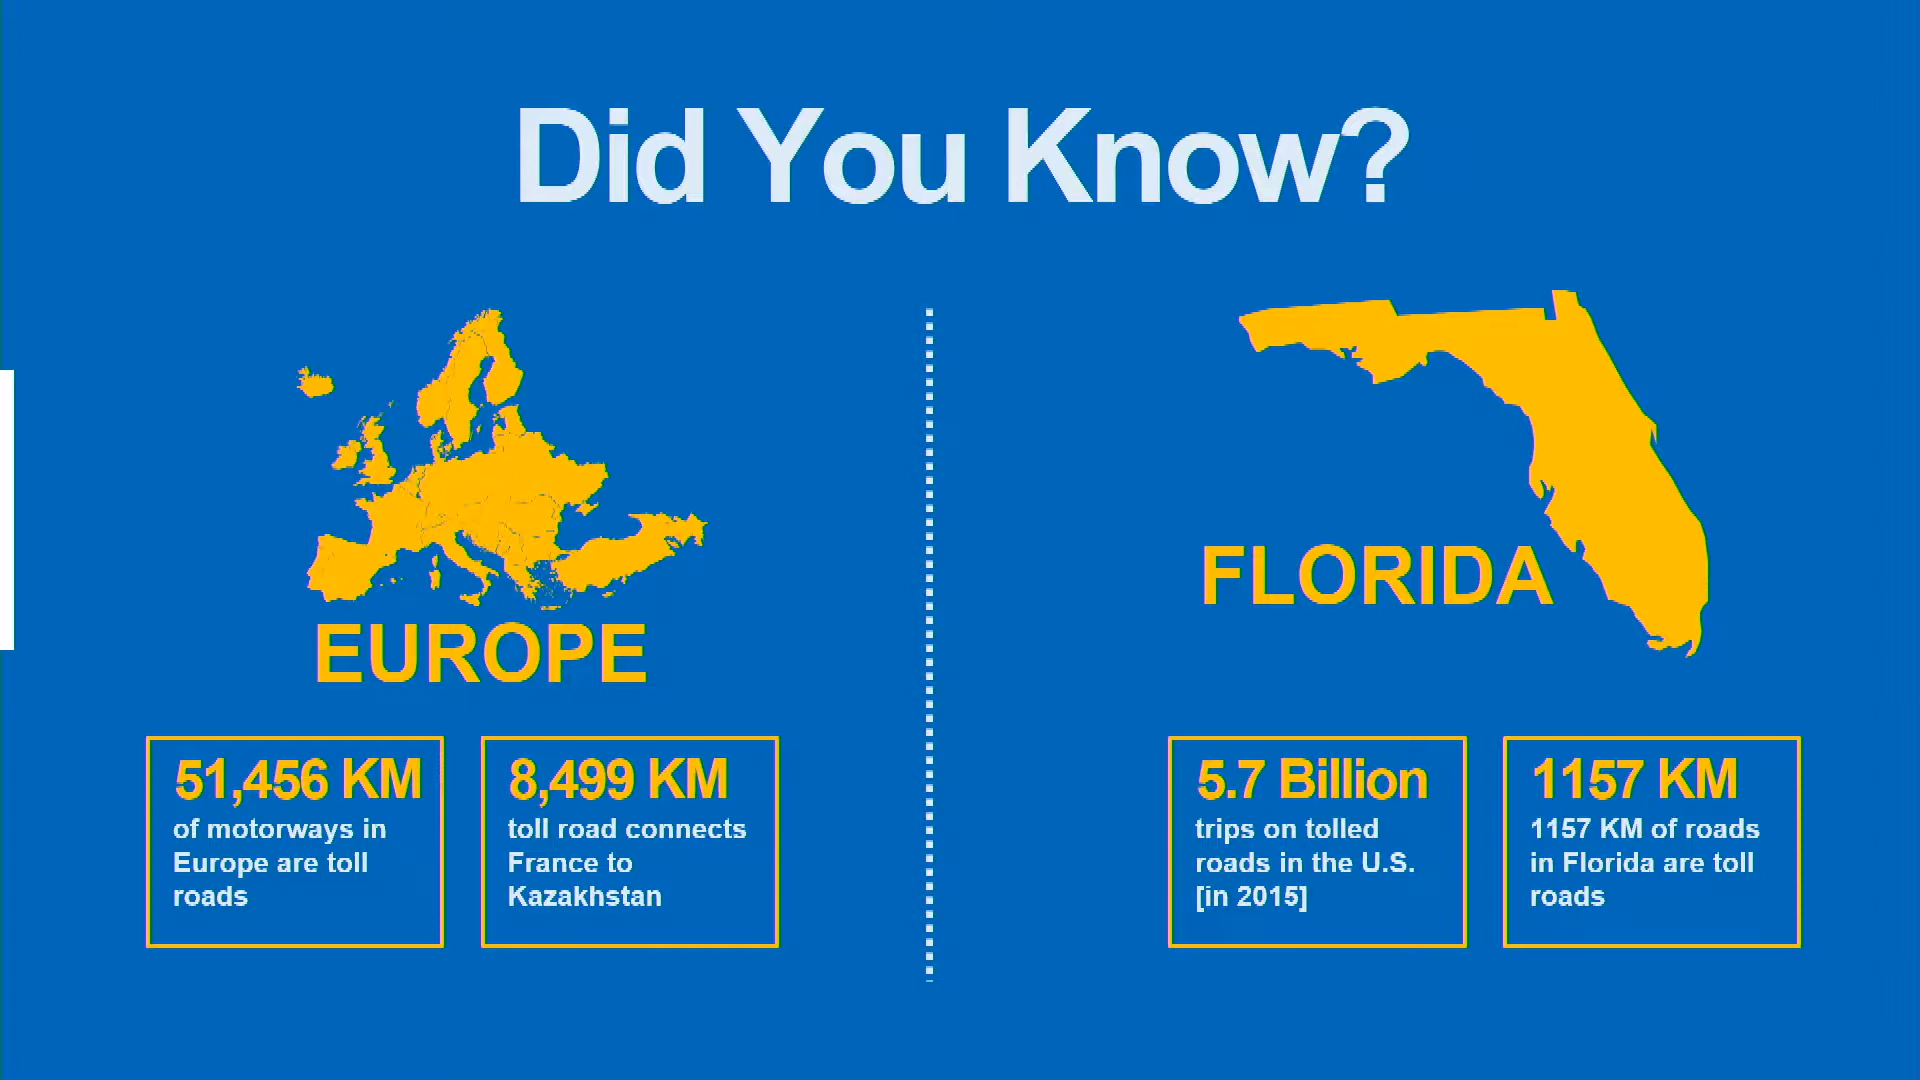 Did You Know?
EUROPE
51,456 KM
of motorways in
Europe are toll
roads
8,499 KM
toll road connects
France to
Kazakhstan
FLORIDA
5.7 Billion
trips on tolled
roads in the U.S.
[in 2015]
1157 KM
1157 KM of roads
in Florida are toll
roads